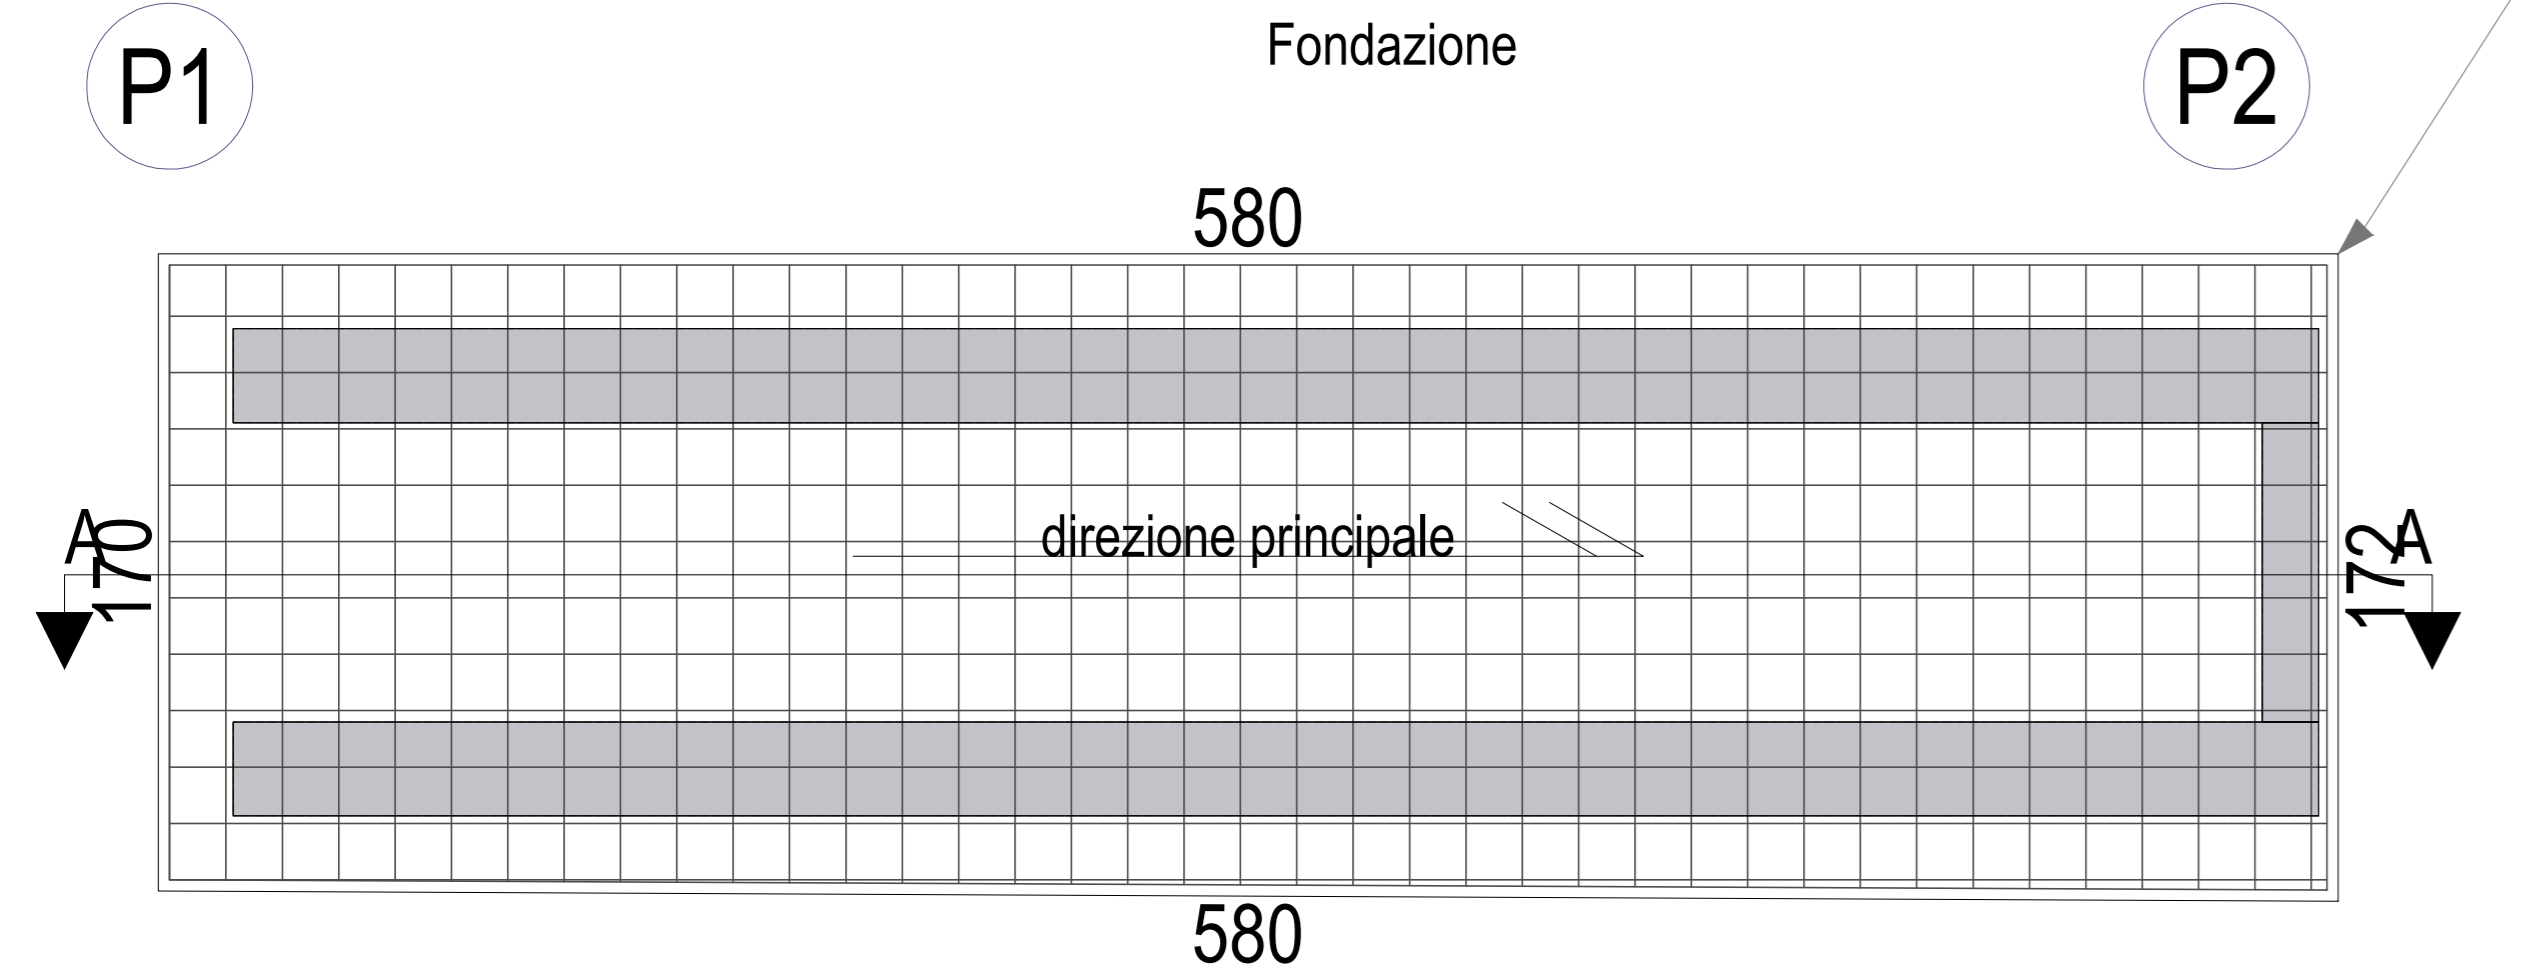 P1
Fondazione
P2
580
direzione principale
A
170
172
A
580